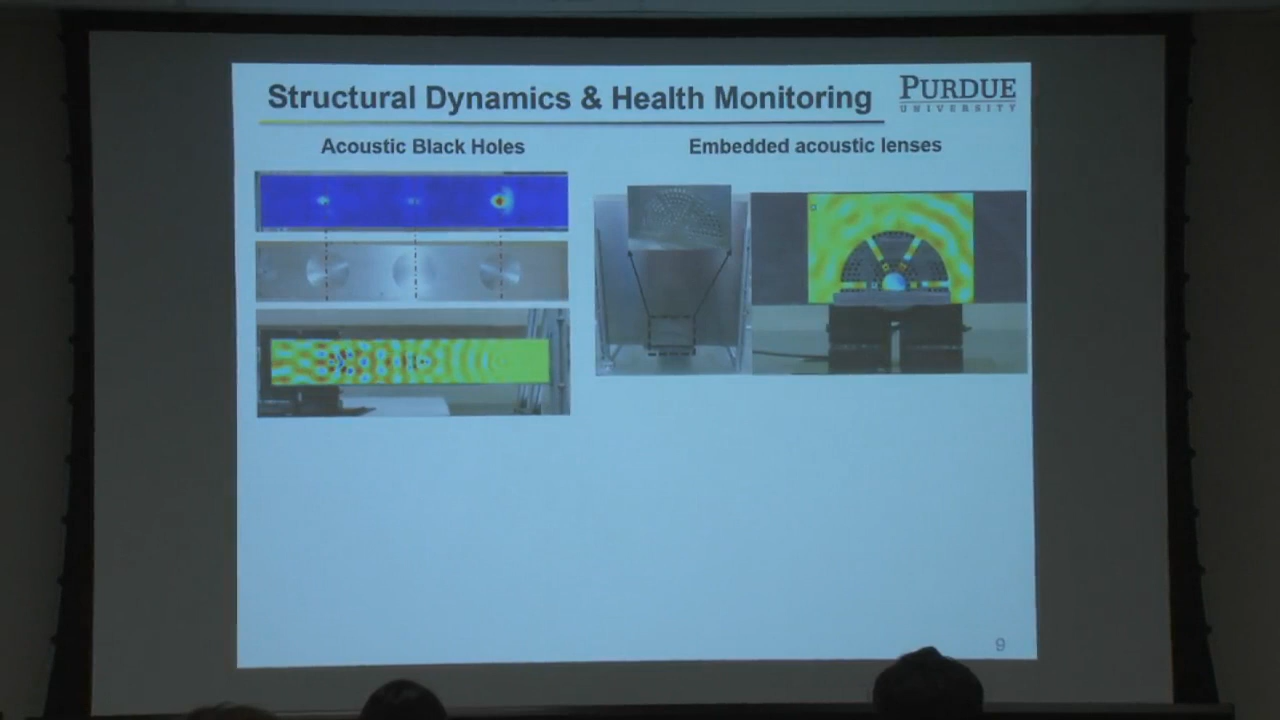 Structural Dynamics & Health Monitoring
PURDUE
UNIVERSITY
Acoustic Black Holes
Embedded acoustic lenses
9